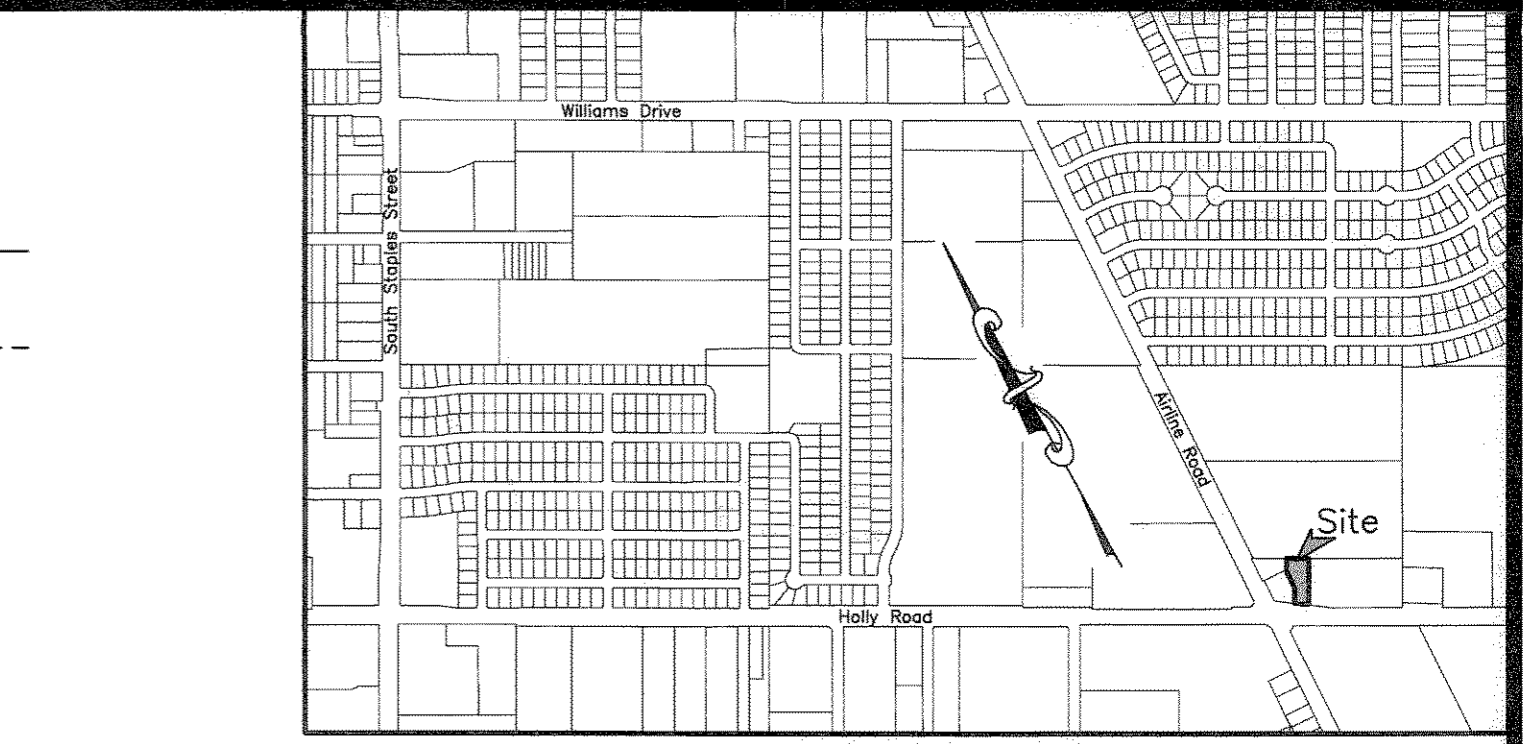 Williams Drive
South Staples Street
Airline Road
Site
Holly Road